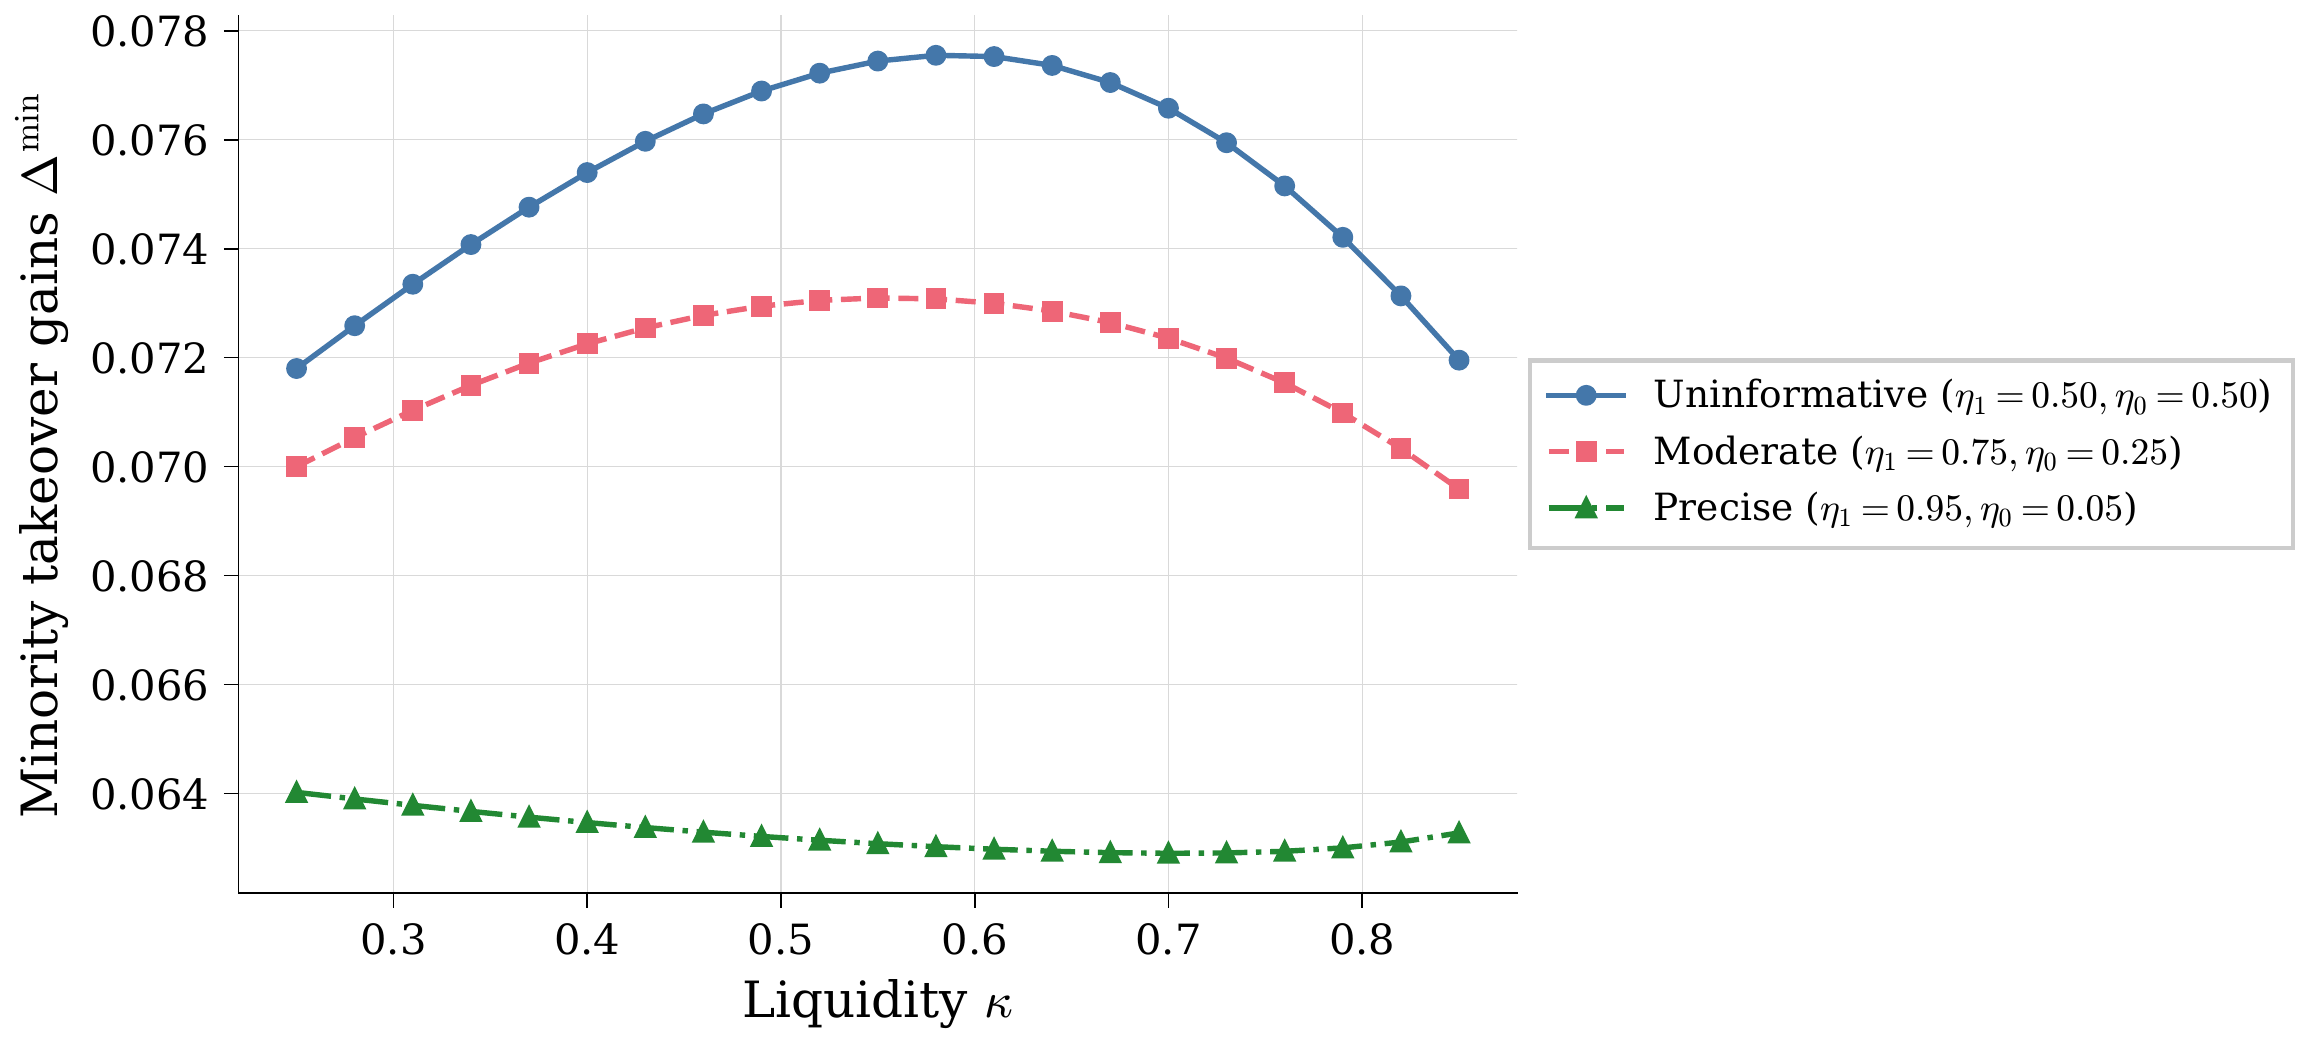 0.078
0.076
0.074
0.072
0.070
0.068
0.066
0.064
Minority takeover gains Δ^min
0.3 0.4 0.5 0.6 0.7 0.8
Liquidity κ
Uninformative (η₁ = 0.50, η₀ = 0.50)
Moderate (η₁ = 0.75, η₀ = 0.25)
Precise (η₁ = 0.95, η₀ = 0.05)